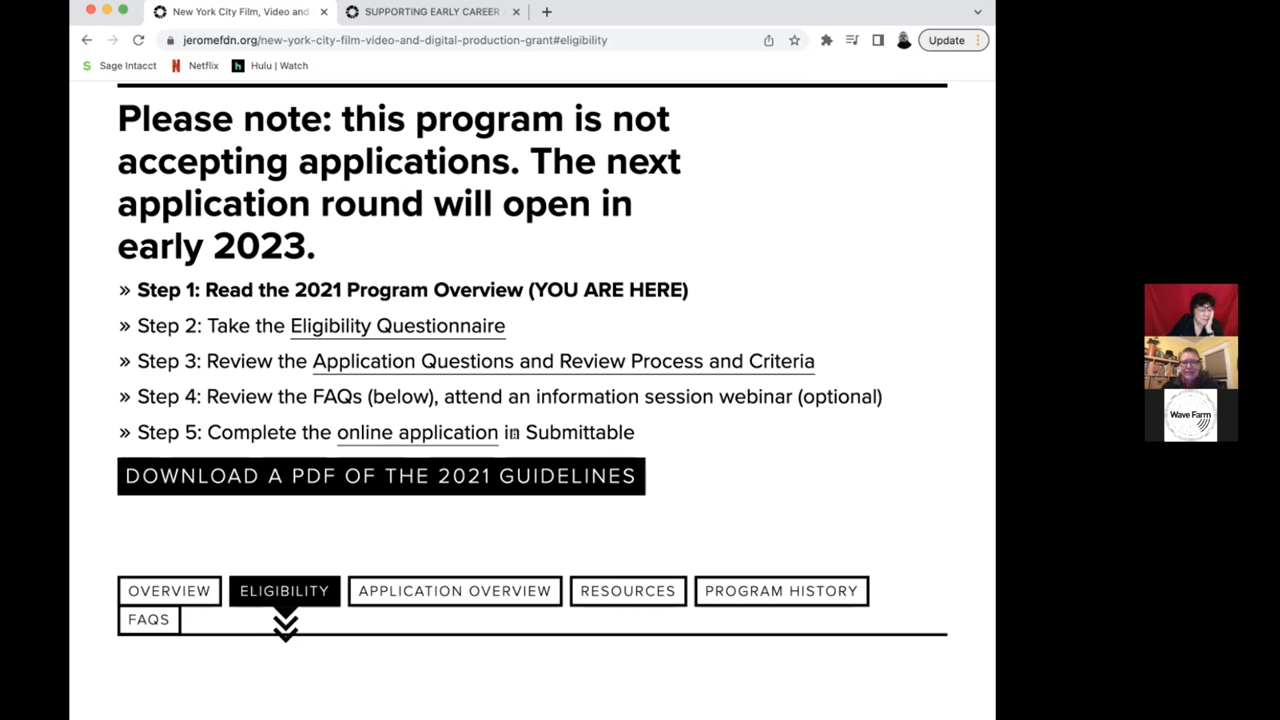 New York City Film, Video and
SUPPORTING EARLY CAREER
jeromefdn.org/new-york-city-film-video-and-digital-production-grant#eligibility
Update
Sage Intacct
Netflix
Hulu | Watch
Please note: this program is not
accepting applications. The next
application round will open in
early 2023.
» Step 1: Read the 2021 Program Overview (YOU ARE HERE)
» Step 2: Take the Eligibility Questionnaire
» Step 3: Review the Application Questions and Review Process and Criteria
» Step 4: Review the FAQs (below), attend an information session webinar (optional)
» Step 5: Complete the online application in Submittable
DOWNLOAD A PDF OF THE 2021 GUIDELINES
OVERVIEW
ELIGIBILITY
APPLICATION OVERVIEW
RESOURCES
PROGRAM HISTORY
FAQS
Wave Farm